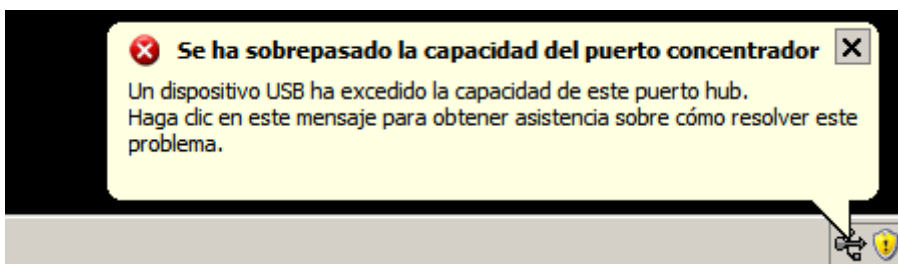 Se ha sobrepasado la capacidad del puerto concentrador
Un dispositivo USB ha excedido la capacidad de este puerto hub.
Haga clic en este mensaje para obtener asistencia sobre cómo resolver este
problema.